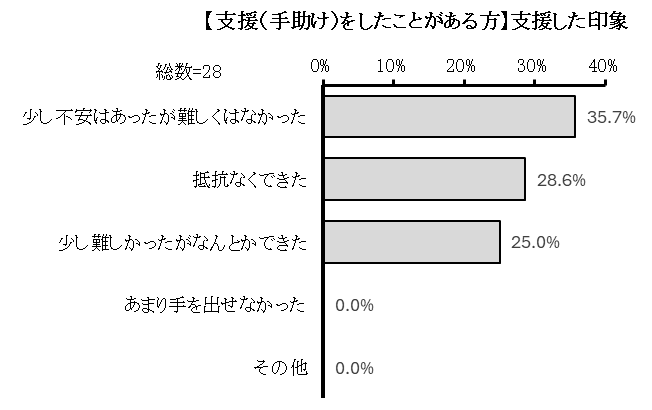 【支援（手助け）をしたことがある方】支援した印象
総数=28
0% 10% 20% 30% 40%
少し不安はあったが難しくはなかった 35.7%
抵抗なくできた 28.6%
少し難しかったがなんとかできた 25.0%
あまり手を出せなかった 0.0%
その他 0.0%